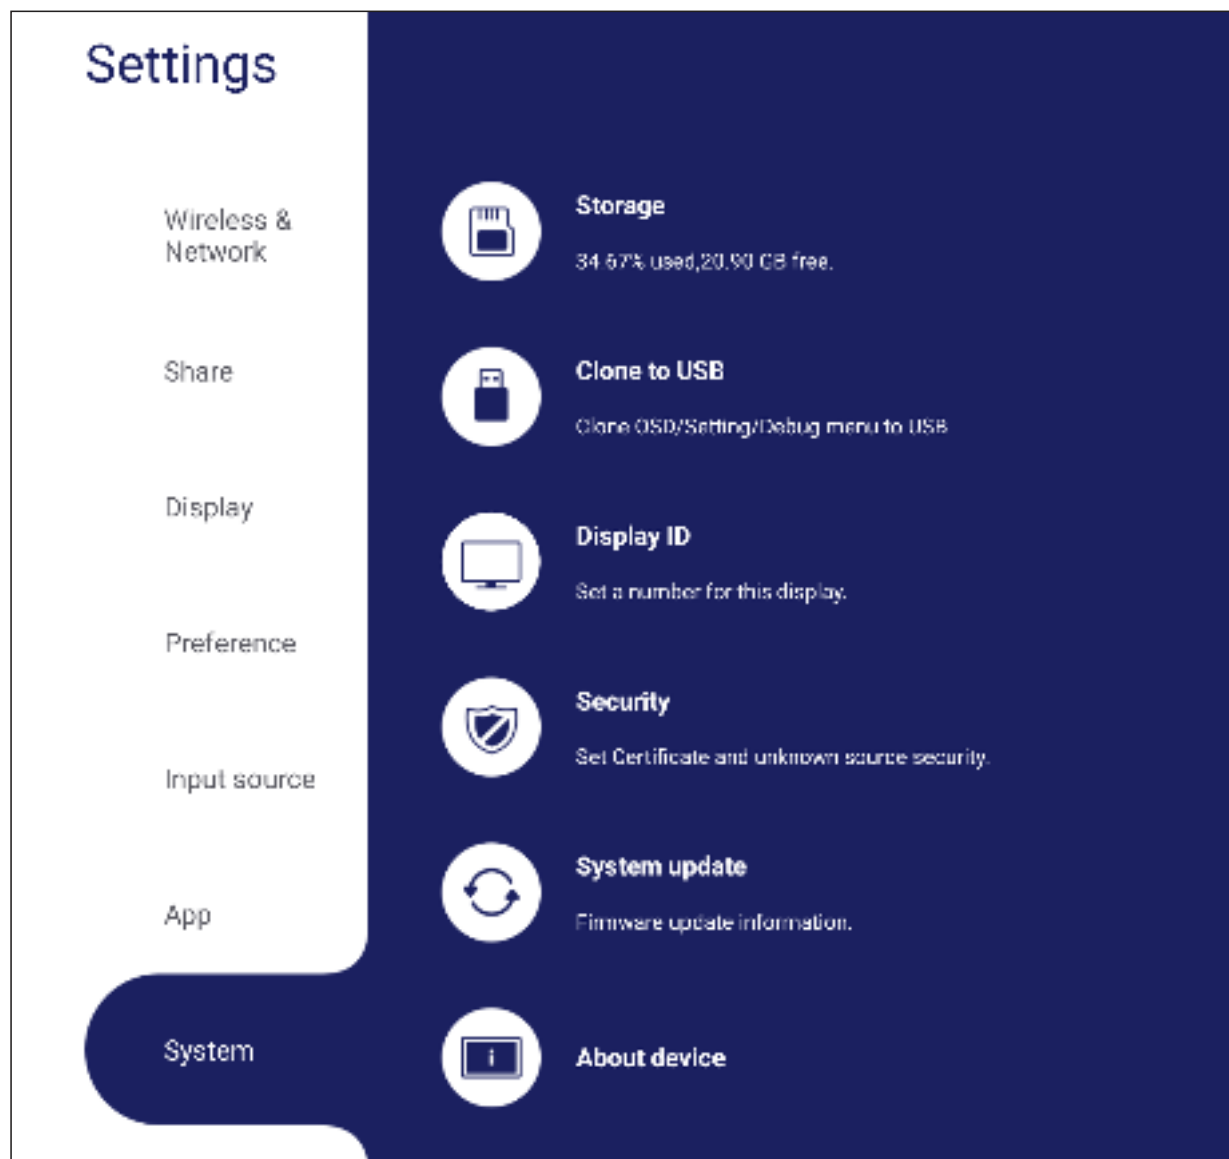 Settings
Wireless &
Network
Share
Display
Preference
Input source
App
System
Storage
34.67% used,20.90 GB free.
Clone to USB
Clone OSD/Setting/Debug menu to USB
Display ID
Set a number for this display.
Security
Set Certificate and unknown source security.
System update
Firmware update information.
i
About device